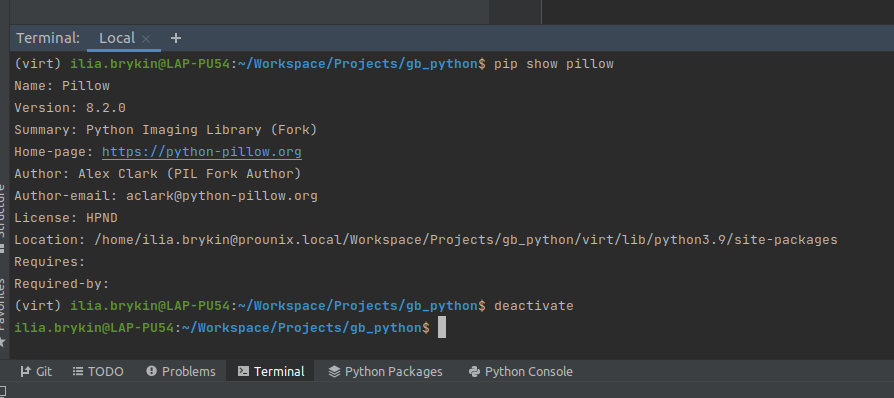 Terminal: Local × +
(virt) ilia.brykin@LAP-PU54:~/Workspace/Projects/gb_python$ pip show pillow
Name: Pillow
Version: 8.2.0
Summary: Python Imaging Library (Fork)
Home-page: https://python-pillow.org
Author: Alex Clark (PIL Fork Author)
Author-email: aclark@python-pillow.org
License: HPND
Location: /home/ilia.brykin@prounix.local/Workspace/Projects/gb_python/virt/lib/python3.9/site-packages
Requires:
Required-by:
(virt) ilia.brykin@LAP-PU54:~/Workspace/Projects/gb_python$ deactivate
ilia.brykin@LAP-PU54:~/Workspace/Projects/gb_python$
Structure
Favorites
Git TODO Problems Terminal Python Packages Python Console